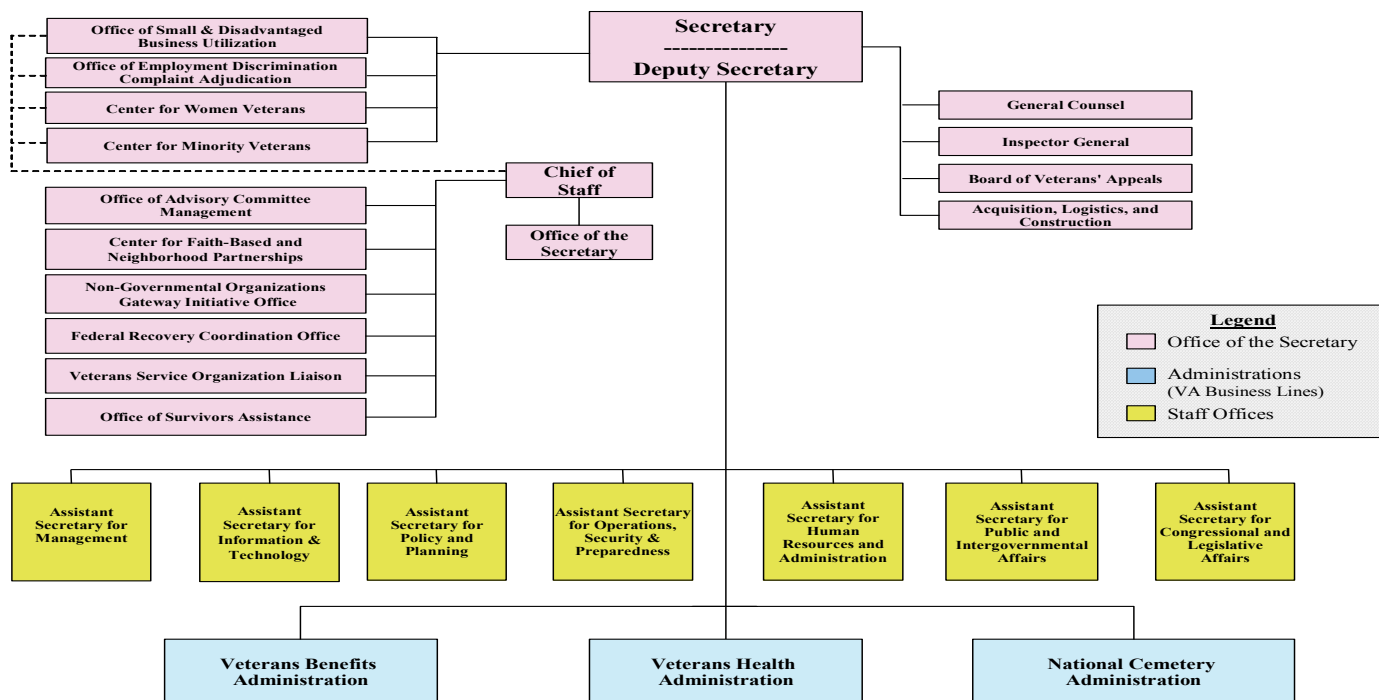 Secretary
---------------
Deputy Secretary
Office of Small & Disadvantaged
Business Utilization
Office of Employment Discrimination
Complaint Adjudication
Center for Women Veterans
Center for Minority Veterans
General Counsel
Inspector General
Board of Veterans' Appeals
Acquisition, Logistics, and
Construction
Chief of
Staff
Office of the
Secretary
Office of Advisory Committee
Management
Center for Faith-Based and
Neighborhood Partnerships
Non-Governmental Organizations
Gateway Initiative Office
Federal Recovery Coordination Office
Veterans Service Organization Liaison
Office of Survivors Assistance
Legend
Office of the Secretary
Administrations
(VA Business Lines)
Staff Offices
Assistant
Secretary for
Management
Assistant
Secretary for
Information &
Technology
Assistant
Secretary for
Policy and
Planning
Assistant Secretary
for Operations,
Security &
Preparedness
Assistant
Secretary for
Human
Resources and
Administration
Assistant
Secretary for
Public and
Intergovernmental
Affairs
Assistant
Secretary for
Congressional and
Legislative
Affairs
Veterans Benefits
Administration
Veterans Health
Administration
National Cemetery
Administration